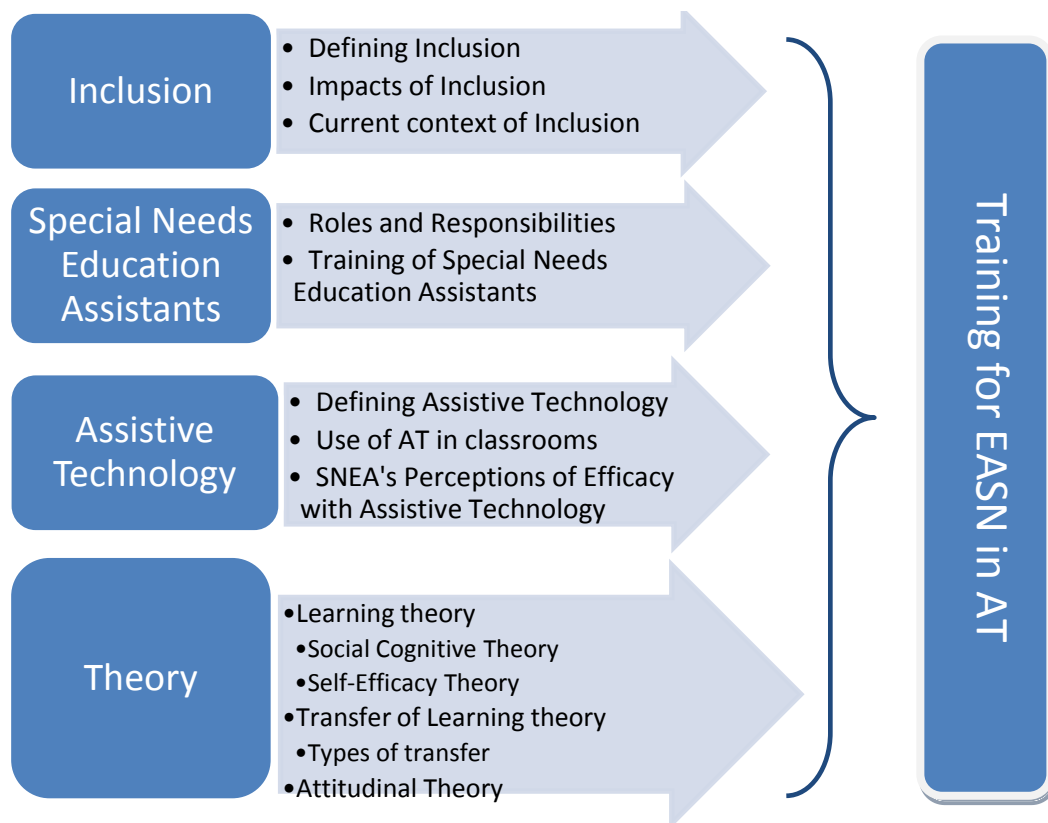 Inclusion
• Defining Inclusion
• Impacts of Inclusion
• Current context of Inclusion
Special Needs
Education
Assistants
• Roles and Responsibilities
• Training of Special Needs
Education Assistants
Assistive
Technology
• Defining Assistive Technology
• Use of AT in classrooms
• SNEA's Perceptions of Efficacy
with Assistive Technology
Theory
•Learning theory
•Social Cognitive Theory
•Self-Efficacy Theory
•Transfer of Learning theory
•Types of transfer
•Attitudinal Theory
Training for EASN in AT